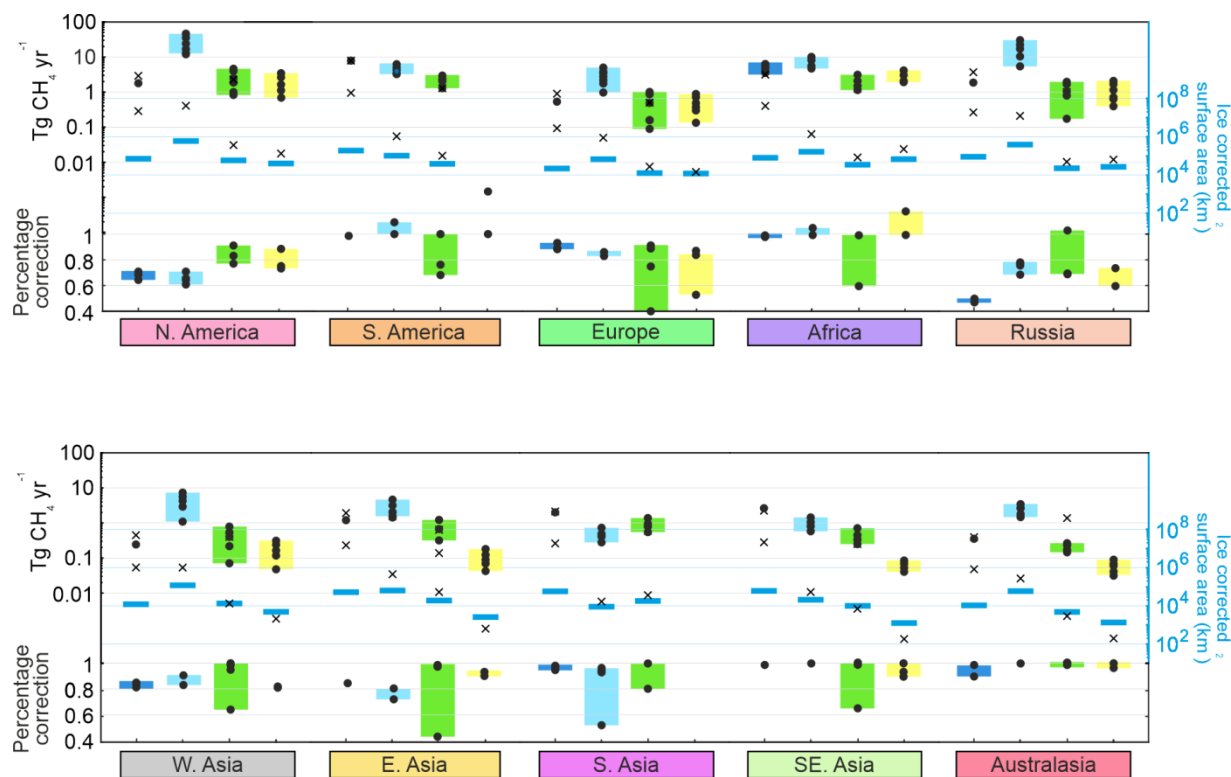 100
10
1
0.1
0.01
Tg CH₄ yr⁻¹
10⁸
10⁶
10⁴
10²
Ice corrected
surface area (km²)
1
0.8
0.6
0.4
Percentage
correction
N. America
S. America
Europe
Africa
Russia
100
10
1
0.1
0.01
Tg CH₄ yr⁻¹
10⁸
10⁶
10⁴
10²
Ice corrected
surface area (km²)
1
0.8
0.6
0.4
Percentage
correction
W. Asia
E. Asia
S. Asia
SE. Asia
Australasia